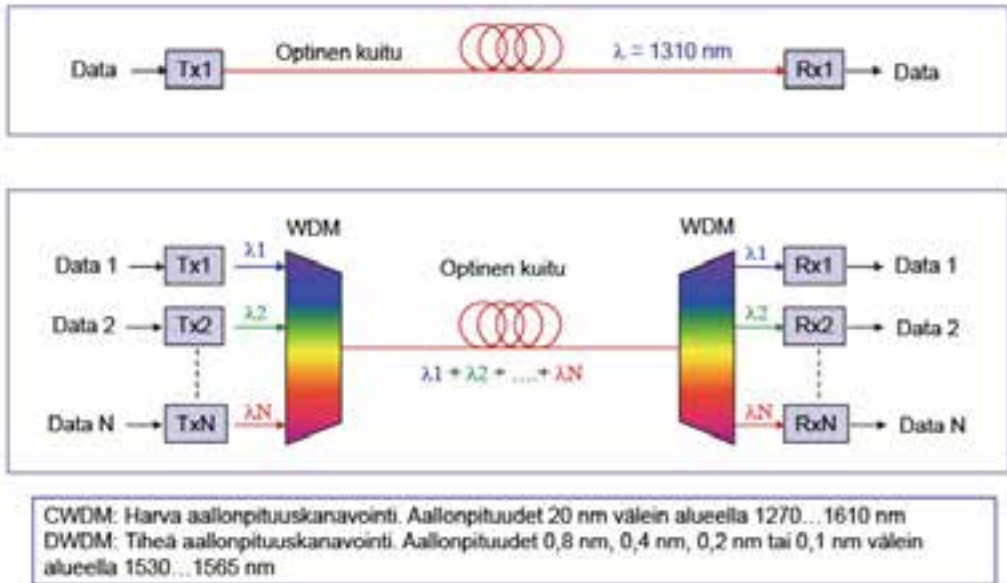 Data
Tx1
Optinen kuitu
λ = 1310 nm
Rx1
Data
WDM
WDM
Data 1
Tx1
λ1
Optinen kuitu
λ1
Rx1
Data 1
Data 2
Tx2
λ2
λ2
Rx2
Data 2
λ1 + λ2 + ....+ λN
Data N
TxN
λN
λN
RxN
Data N
CWDM: Harva aallonpituuskanavointi. Aallonpituudet 20 nm välein alueella 1270...1610 nm
DWDM: Tiheä aallonpituuskanavointi. Aallonpituudet 0,8 nm, 0,4 nm, 0,2 nm tai 0,1 nm välein
alueella 1530...1565 nm